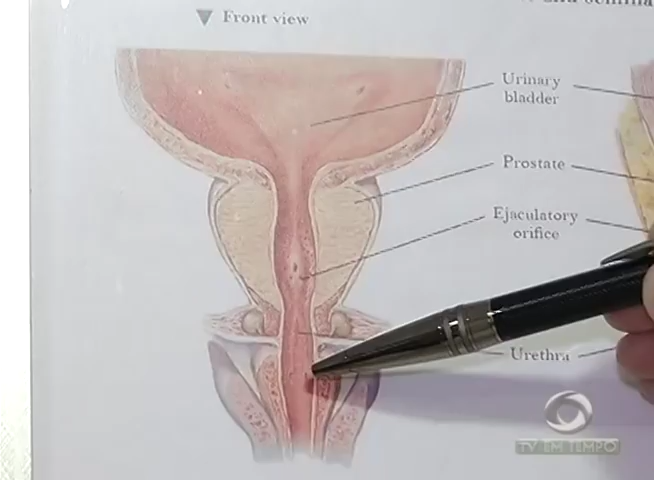 ▼ Front view
Urinary
bladder
Prostate
Ejaculatory
orifice
Urethra
TV EM TEMPO